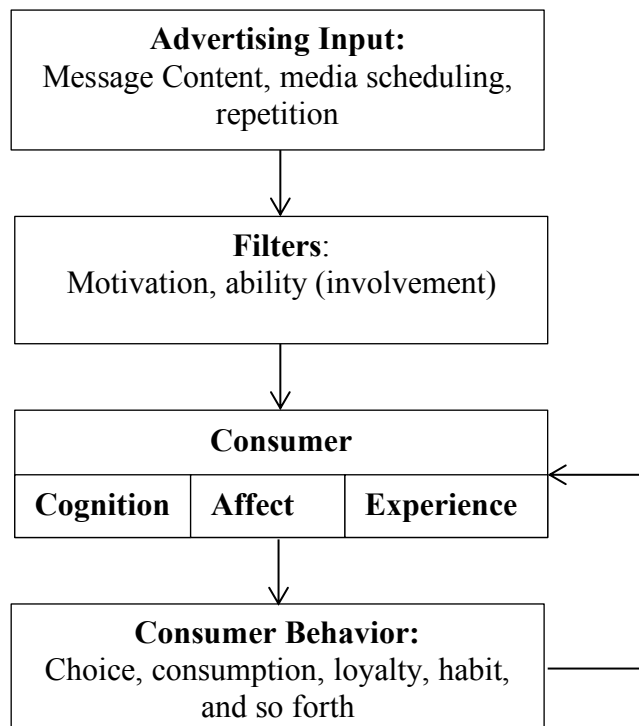 Advertising Input:
Message Content, media scheduling,
repetition
Filters:
Motivation, ability (involvement)
Consumer
Cognition Affect Experience
Consumer Behavior:
Choice, consumption, loyalty, habit,
and so forth